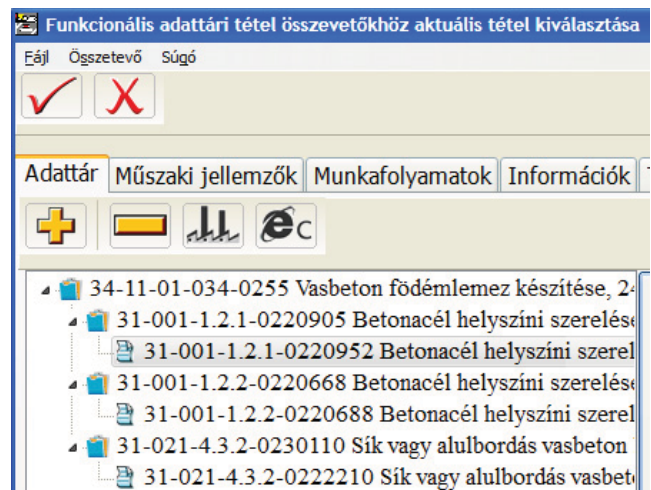 Funkcionális adattári tétel összevetőkhöz aktuális tétel kiválasztása
Fájl Összetevő Súgó
Adattár Műszaki jellemzők Munkafolyamatok Információk
C
34-11-01-034-0255 Vasbeton födémlemez készítése, 24
31-001-1.2.1-0220905 Betonacél helyszíni szerelése
31-001-1.2.1-0220952 Betonacél helyszíni szerel
31-001-1.2.2-0220668 Betonacél helyszíni szerelése
31-001-1.2.2-0220688 Betonacél helyszíni szerel
31-021-4.3.2-0230110 Sík vagy alulbordás vasbeton
31-021-4.3.2-0222210 Sík vagy alulbordás vasbet